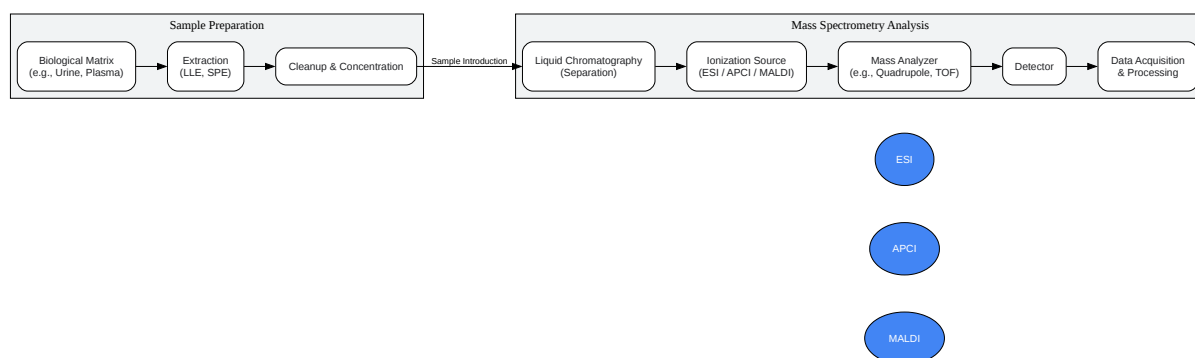 Sample Preparation
Biological Matrix
(e.g., Urine, Plasma)
Extraction
(LLE, SPE)
Cleanup & Concentration
Sample Introduction
Mass Spectrometry Analysis
Liquid Chromatography
(Separation)
Ionization Source
(ESI / APCI / MALDI)
Mass Analyzer
(e.g., Quadrupole, TOF)
Detector
Data Acquisition
& Processing
ESI
APCI
MALDI